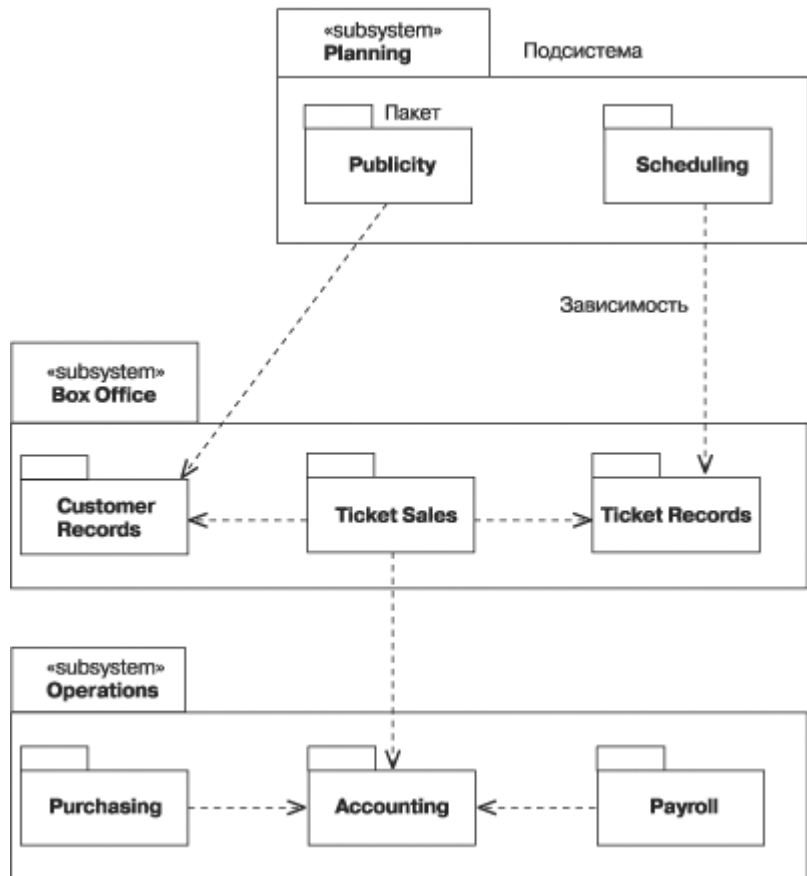 «subsystem»
Planning
Подсистема
Пакет
Publicity
Scheduling
Зависимость
«subsystem»
Box Office
Customer
Records
Ticket Sales
Ticket Records
«subsystem»
Operations
Purchasing
Accounting
Payroll